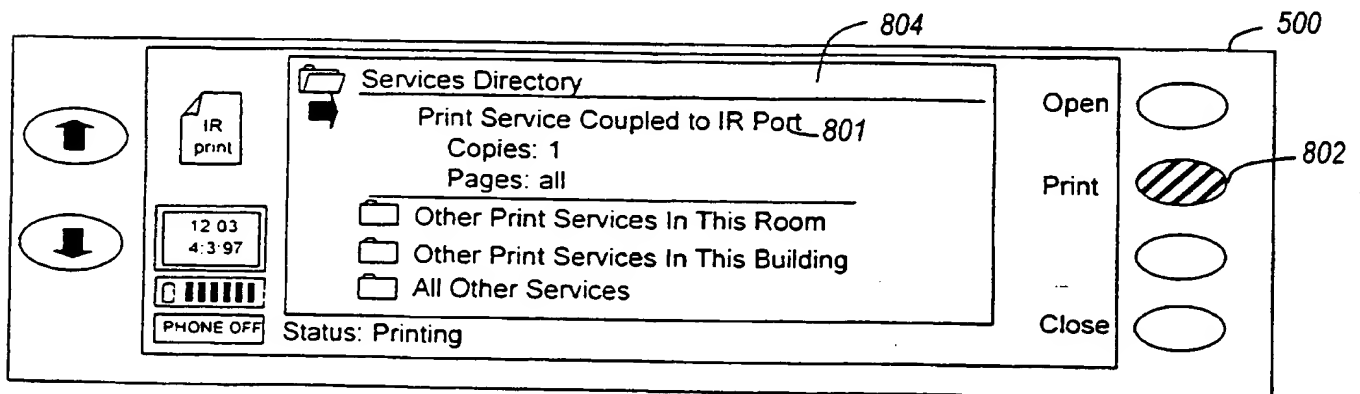 804
500
Services Directory
IR
print
Print Service Coupled to IR Port
801
Copies: 1
Pages: all
Open
Print
802
12 03
4:3:97
Other Print Services In This Room
Other Print Services In This Building
All Other Services
PHONE OFF
Status: Printing
Close